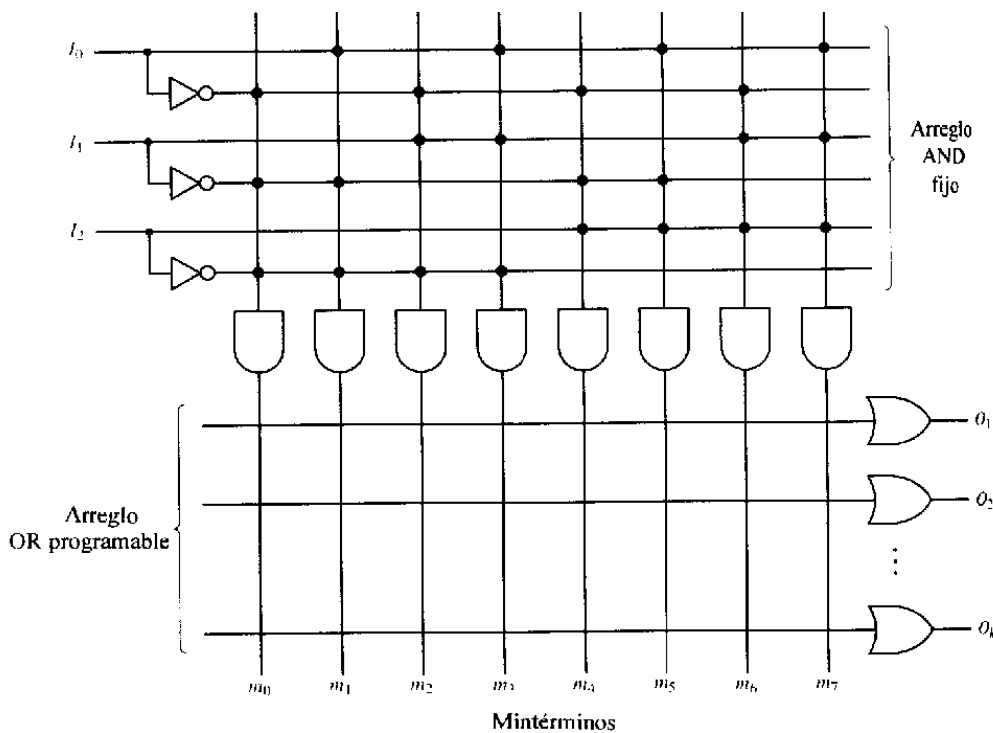 I₀
I₁
I₂
Arreglo
AND
fijo
Arreglo
OR programable
O₁
O₂
⋮
Oₖ
m₀ m₁ m₂ m₃ m₄ m₅ m₆ m₇
Mintérminos